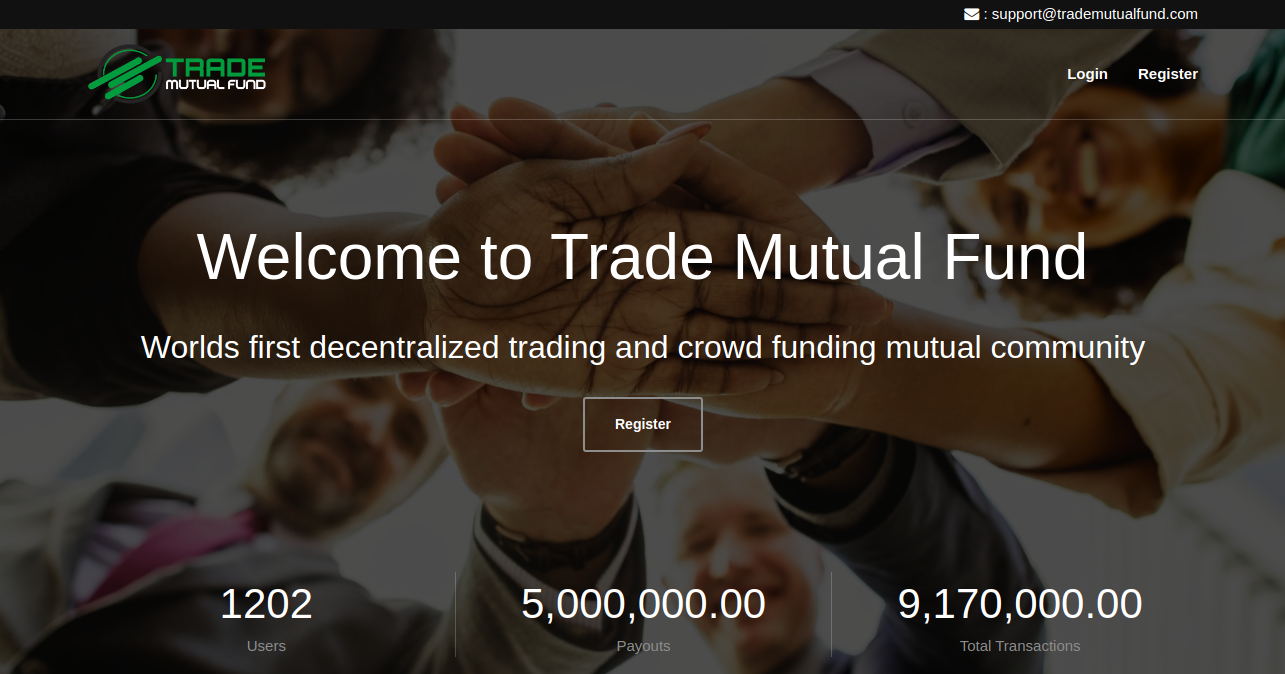 : support@trademutualfund.com
TRADE
MUTUAL FUND
Login
Register
Welcome to Trade Mutual Fund
Worlds first decentralized trading and crowd funding mutual community
Register
1202
5,000,000.00
9,170,000.00
Users
Payouts
Total Transactions